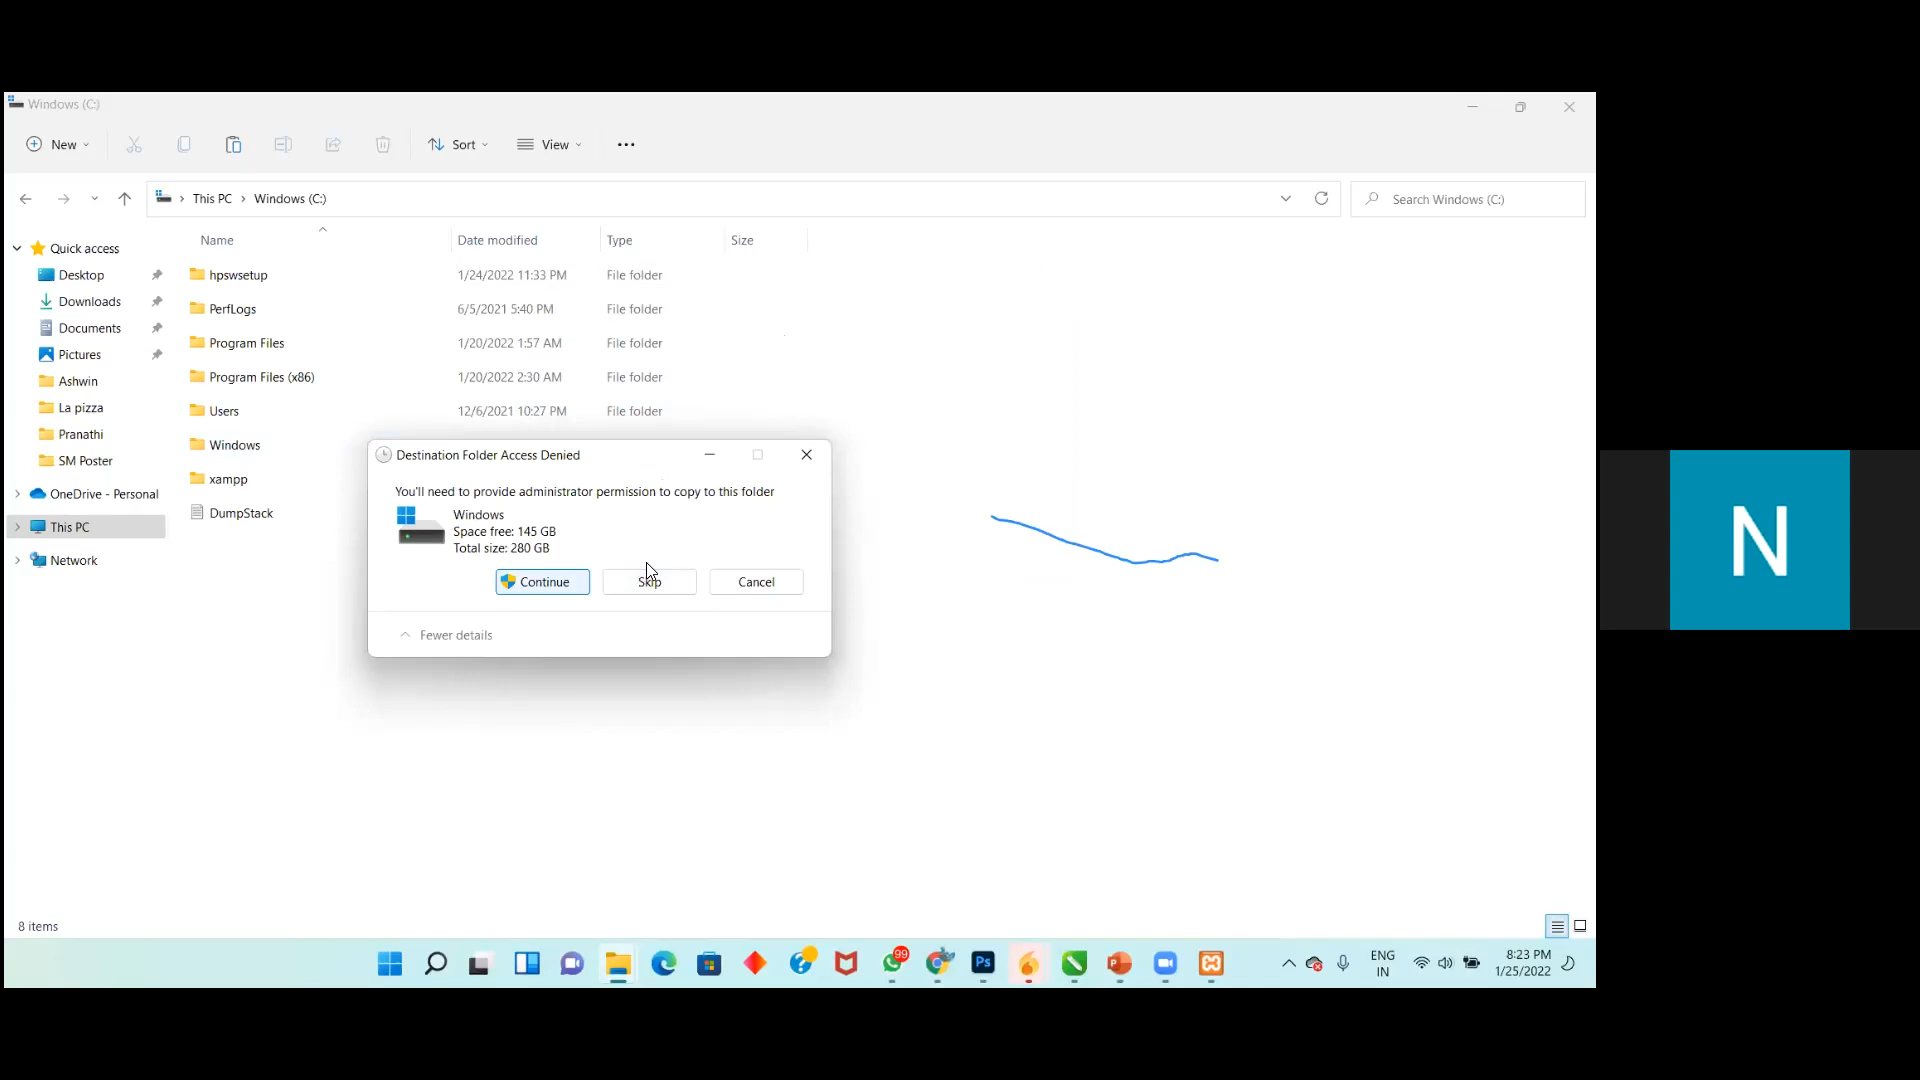 Windows (C:)
New
Sort
View
This PC > Windows (C:)
Search Windows (C:)
Name
Date modified
Type
Size
Quick access
Desktop
Downloads
Documents
Pictures
Ashwin
La pizza
Pranathi
SM Poster
OneDrive - Personal
This PC
Network
hpswsetup 1/24/2022 11:33 PM File folder
PerfLogs 6/5/2021 5:40 PM File folder
Program Files 1/20/2022 1:57 AM File folder
Program Files (x86) 1/20/2022 2:30 AM File folder
Users 12/6/2021 10:27 PM File folder
Windows
xampp
DumpStack
Destination Folder Access Denied
You'll need to provide administrator permission to copy to this folder
Windows
Space free: 145 GB
Total size: 280 GB
Continue
Skip
Cancel
Fewer details
N
8 items
99
Ps
ENG
IN
8:23 PM
1/25/2022